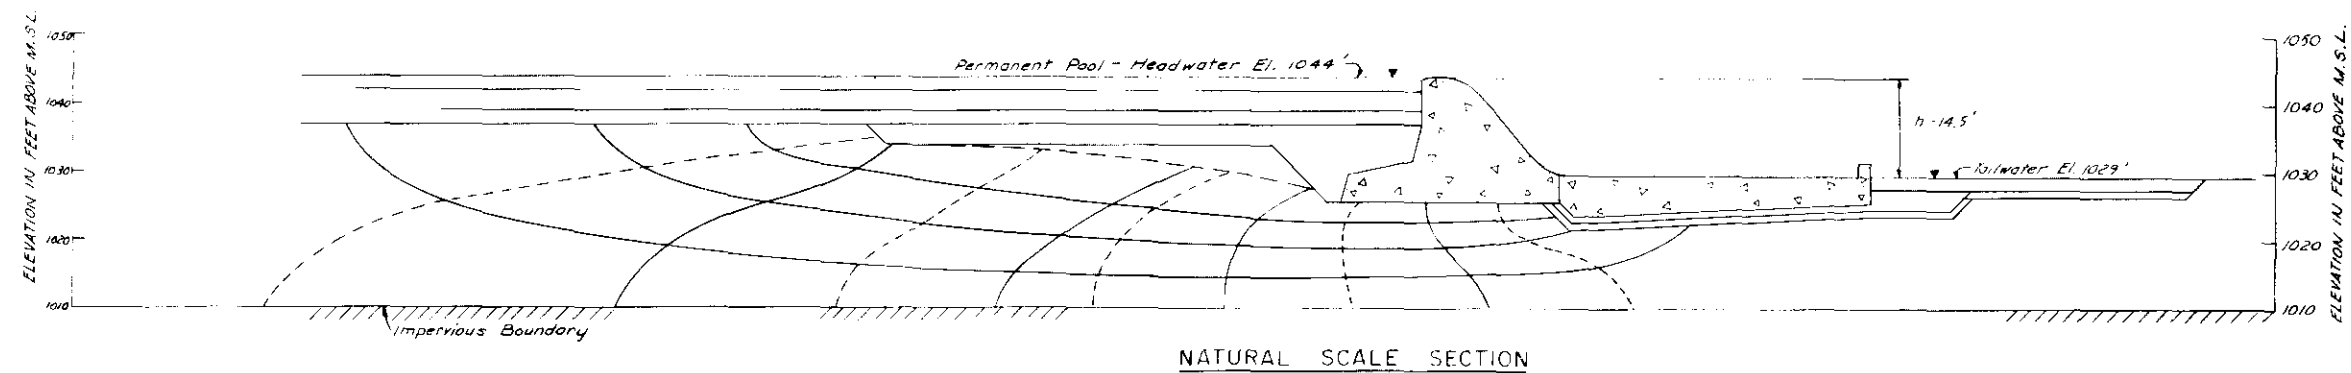 ELEVATION IN FEET ABOVE M.S.L.
1050
1040
1030
1020
1010
Permanent Pool - Headwater El. 1044'
h = 14.5'
Tailwater El. 1029'
Impervious Boundary
1050
1040
1030
1020
1010
ELEVATION IN FEET ABOVE M.S.L.
NATURAL SCALE SECTION